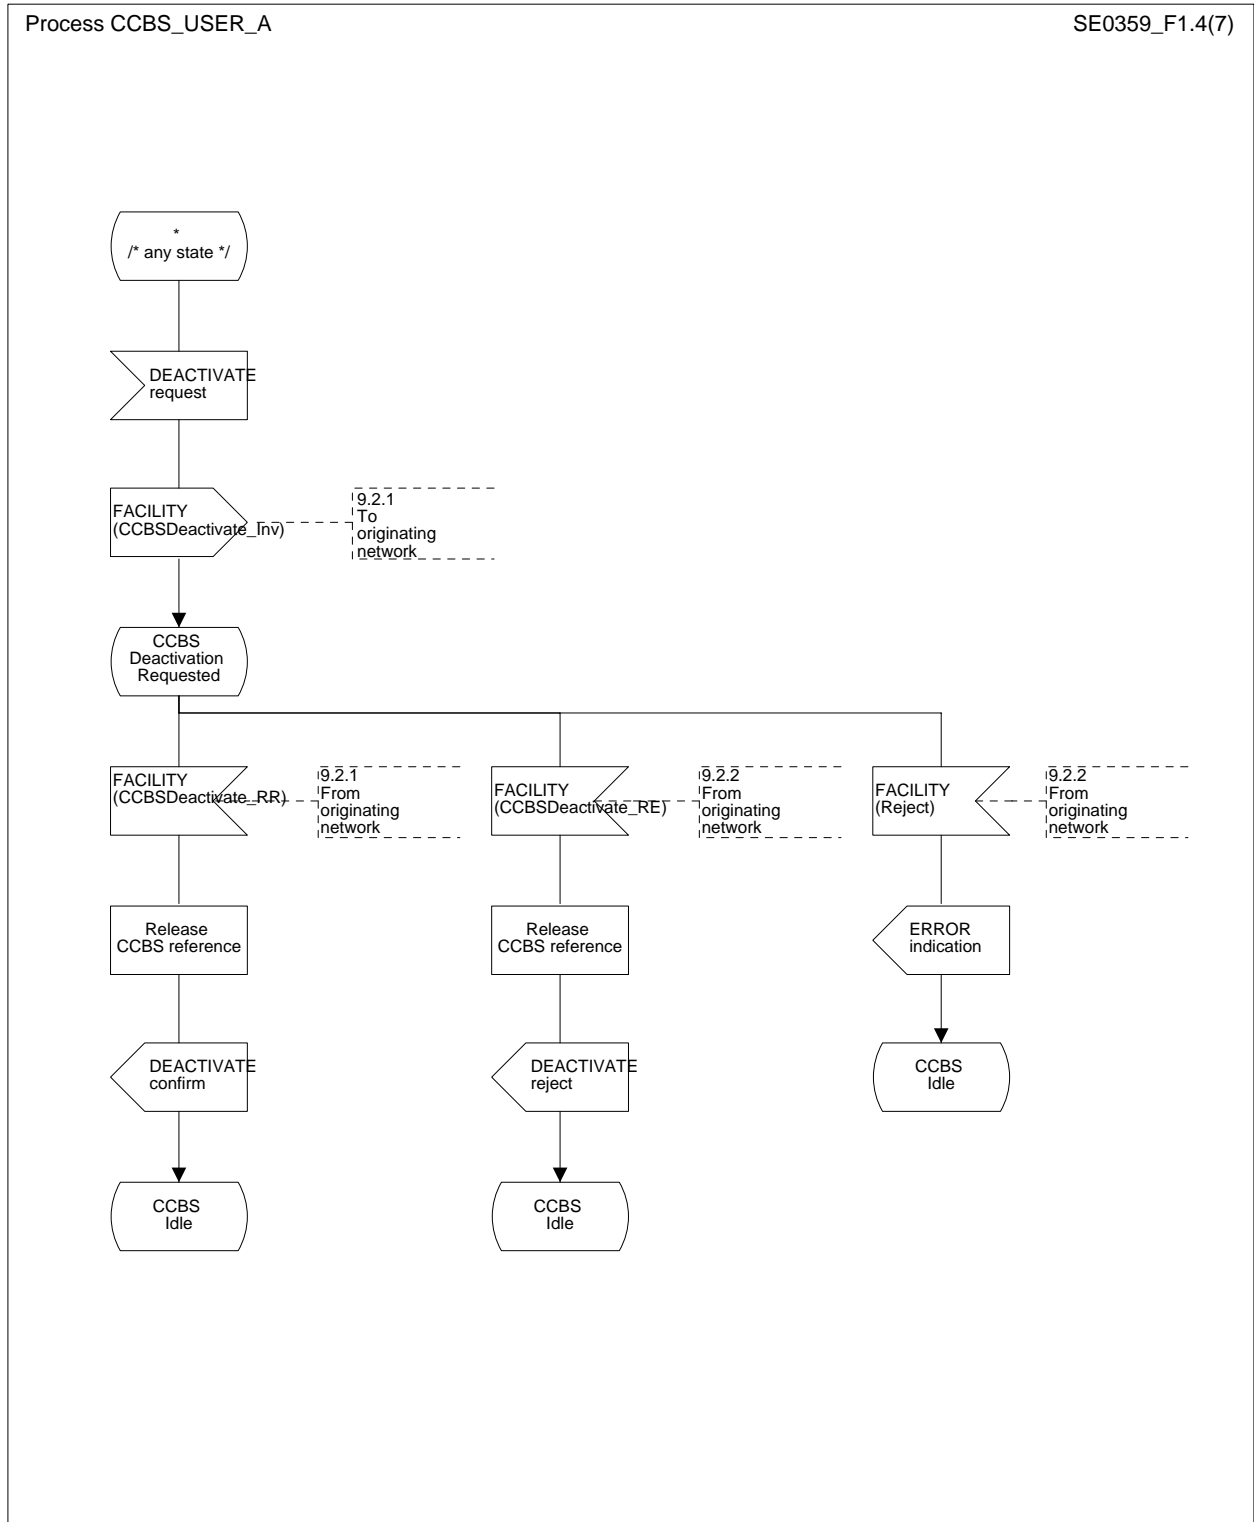 Process CCBS_USER_A
SE0359_F1.4(7)
*
/* any state */
DEACTIVATE
request
FACILITY
(CCBSDeactivate_Inv)
9.2.1
To
originating
network
CCBS
Deactivation
Requested
FACILITY
(CCBSDeactivate_RR)
9.2.1
From
originating
network
FACILITY
(CCBSDeactivate_RE)
9.2.2
From
originating
network
FACILITY
(Reject)
9.2.2
From
originating
network
Release
CCBS reference
Release
CCBS reference
ERROR
indication
DEACTIVATE
confirm
DEACTIVATE
reject
CCBS
Idle
CCBS
Idle
CCBS
Idle